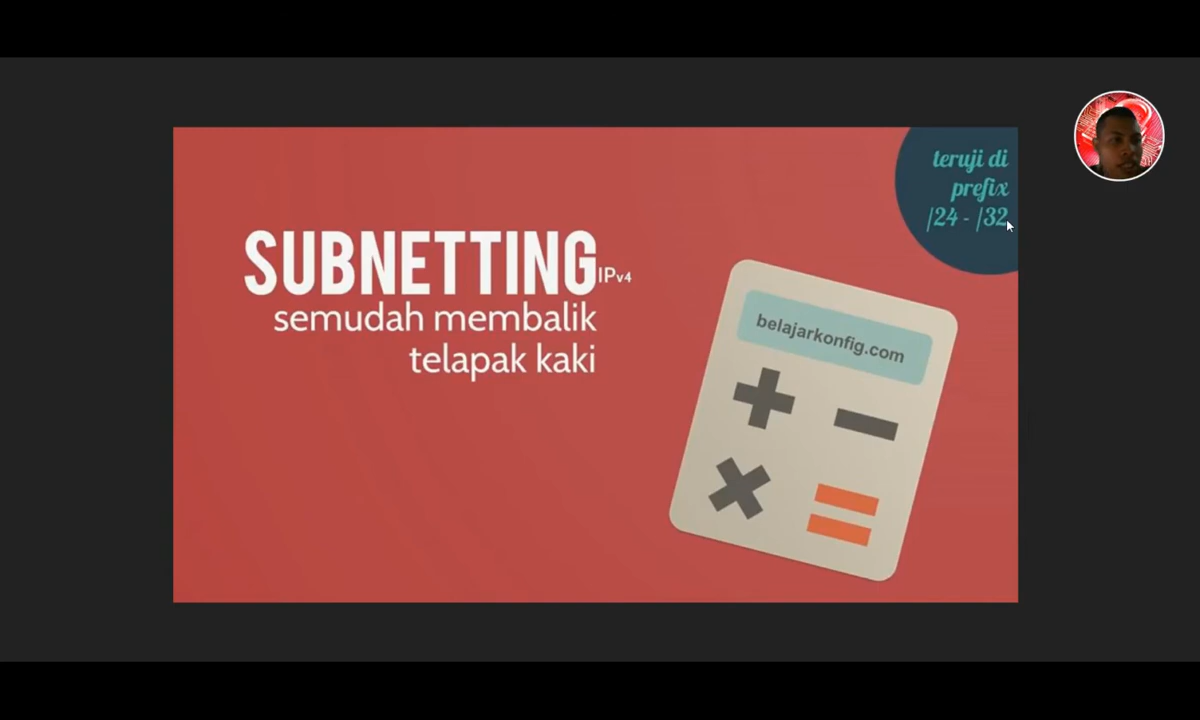 teruji di
prefix
/24 - /32
SUBNETTING IPv4
semudah membalik
telapak kaki
belajarkonfig.com